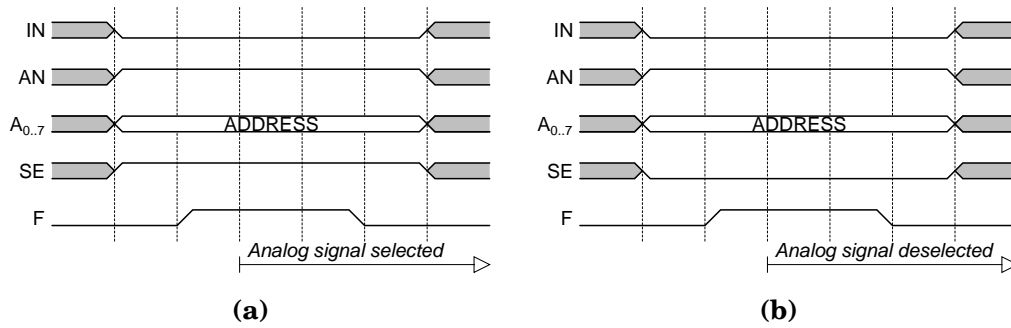 IN
AN
A0..7 ADDRESS
SE
F
Analog signal selected
(a)
IN
AN
A0..7 ADDRESS
SE
F
Analog signal deselected
(b)